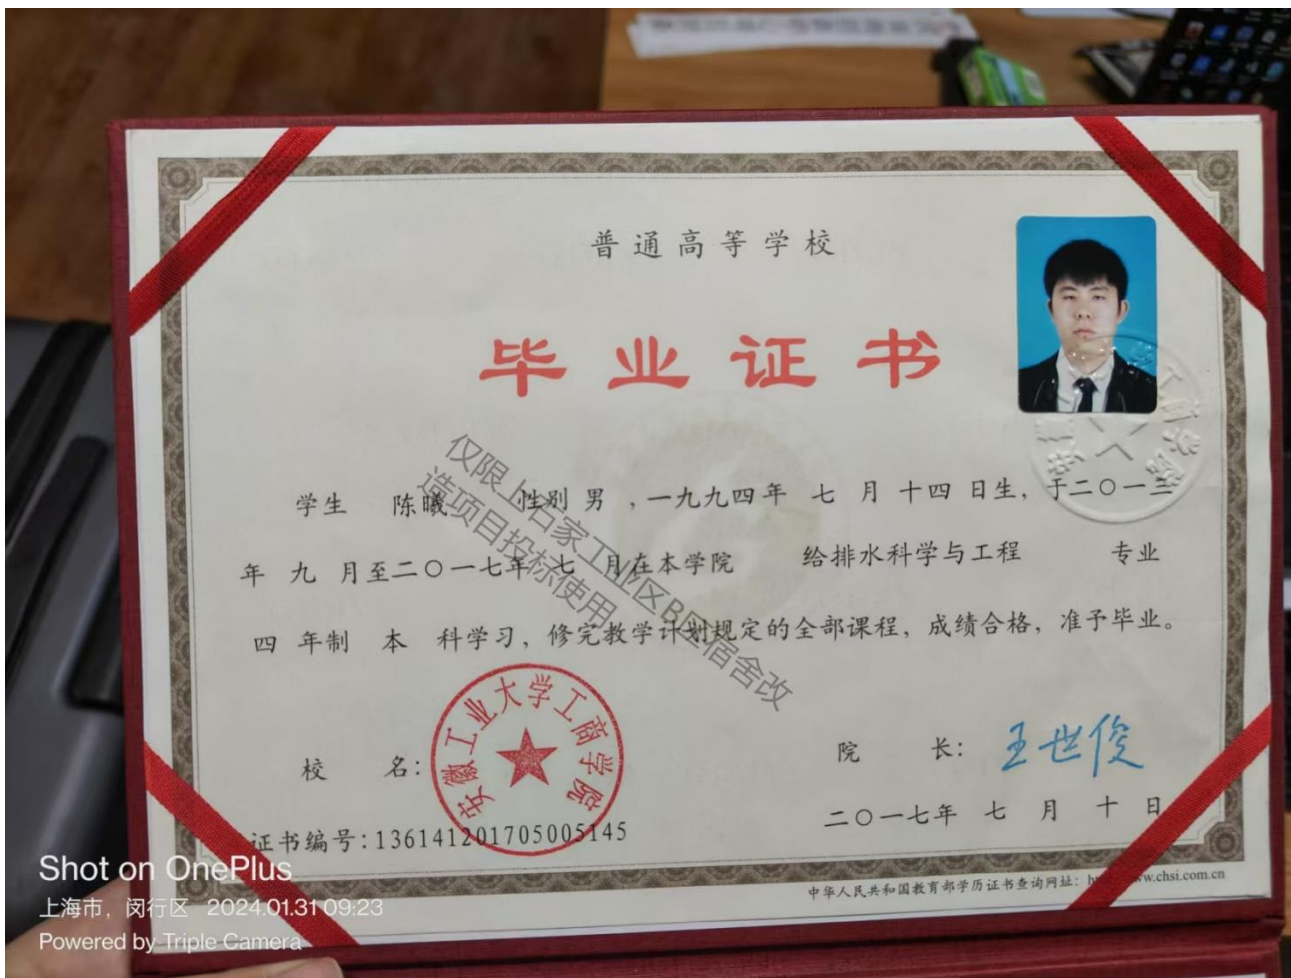 普通高等学校
毕业证书
学生 陈曦 性别 男 ，一九九四年 七 月 十四 日生，于二〇一三
年 九 月至二〇一七年 七 月在本学院 给排水科学与工程 专业
四 年制 本 科学习，修完教学计划规定的全部课程，成绩合格，准予毕业。
仅限上石家工业区B区宿舍改
造项目投标使用
安徽工业大学工商学院
校 名：
院 长：王世俊
二〇一七年 七 月 十 日
证书编号：136141201705005145
中华人民共和国教育部学历证书查询网址：www.chsi.com.cn
Shot on OnePlus
上海市，闵行区 2024.01.31 09:23
Powered by Triple Camera